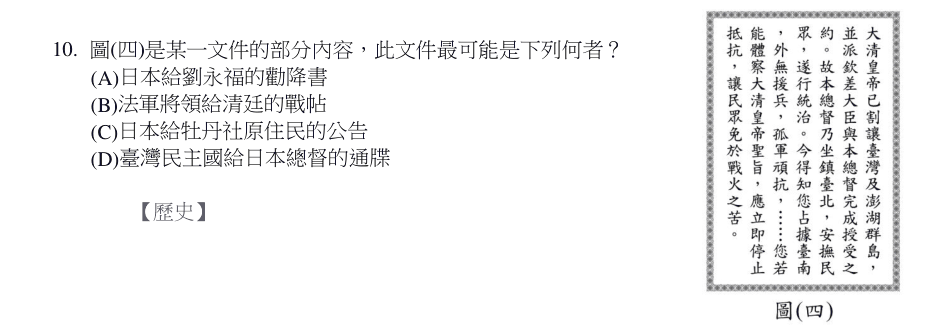 10. 圖(四)是某一文件的部分內容，此文件最可能是下列何者？
(A)日本給劉永福的勸降書
(B)法軍將領給清廷的戰帖
(C)日本給牡丹社原住民的公告
(D)臺灣民主國給日本總督的通牒
【歷史】
大清皇帝已割讓臺灣及澎湖群島，
並派欽差大臣與本總督完成授受之
約。故本總督乃坐鎮臺北，安撫民
眾，遂行統治。今得知您占據臺南
，外無援兵，孤軍頑抗，……您若
能體察大清皇帝聖旨，應立即停止
抵抗，讓民眾免於戰火之苦。
圖(四)